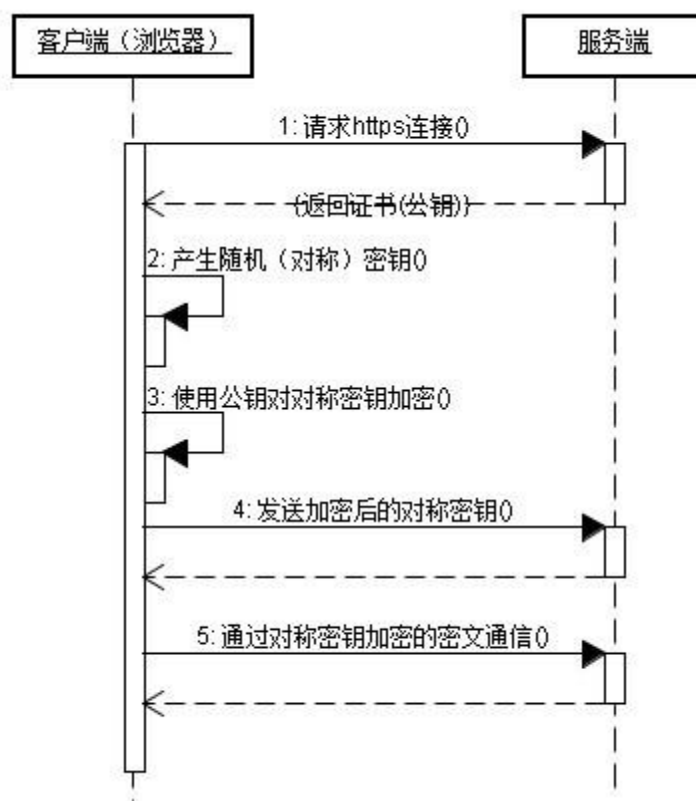 客户端（浏览器）
服务端
1: 请求https连接()
(返回证书(公钥))
2: 产生随机（对称）密钥()
3: 使用公钥对对称密钥加密()
4: 发送加密后的对称密钥()
5: 通过对称密钥加密的密文通信()